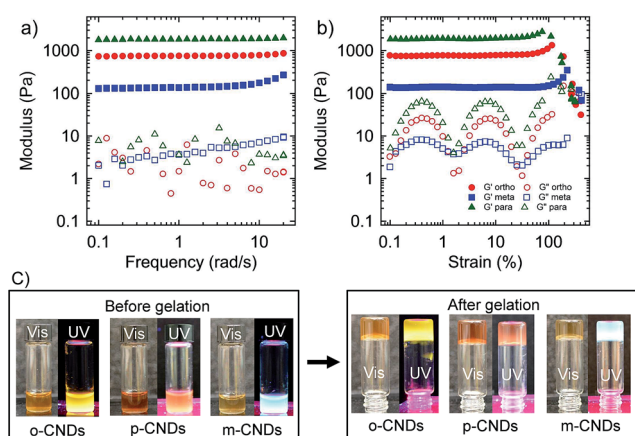 a)
Modulus (Pa)
1000
100
10
1
0.1
0.1 1 10
Frequency (rad/s)
b)
Modulus (Pa)
1000
100
10
1
0.1
G' ortho G" ortho
G' meta G" meta
G' para G" para
0.1 1 10 100
Strain (%)
C)
Before gelation
Vis UV Vis UV Vis UV
o-CNDs p-CNDs m-CNDs
After gelation
Vis UV Vis UV Vis UV
o-CNDs p-CNDs m-CNDs